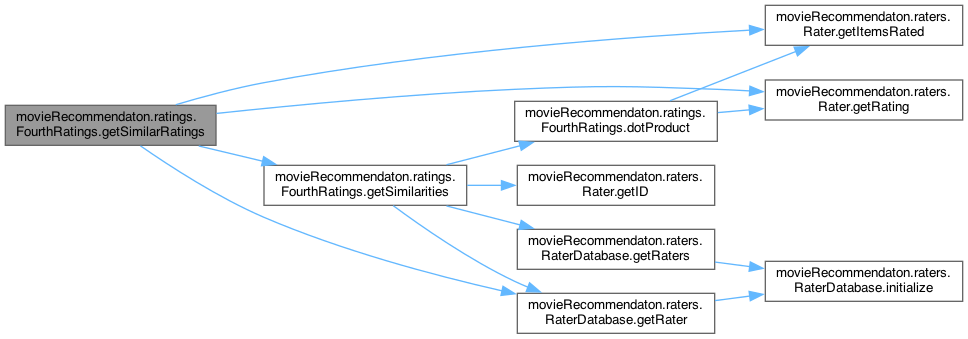 movieRecommendaton.ratings.
FourthRatings.getSimilarRatings
movieRecommendaton.ratings.
FourthRatings.getSimilarities
movieRecommendaton.ratings.
FourthRatings.dotProduct
movieRecommendaton.raters.
Rater.getID
movieRecommendaton.raters.
RaterDatabase.getRaters
movieRecommendaton.raters.
RaterDatabase.getRater
movieRecommendaton.raters.
Rater.getItemsRated
movieRecommendaton.raters.
Rater.getRating
movieRecommendaton.raters.
RaterDatabase.initialize